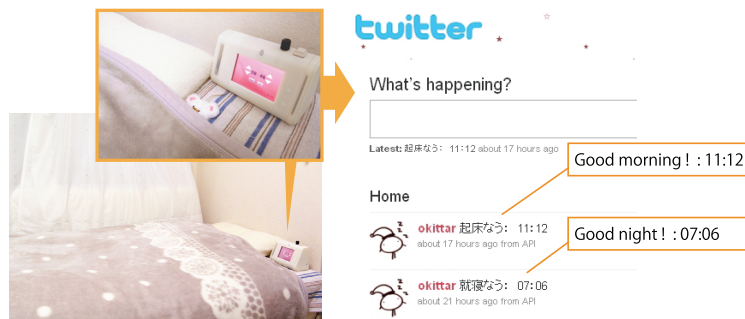 twitter
What's happening?
Latest: 起床なう: 11:12 about 17 hours ago
Good morning! : 11:12
Home
okittar 起床なう: 11:12
about 17 hours ago from API
Good night! : 07:06
okittar 就寝なう: 07:06
about 21 hours ago from API